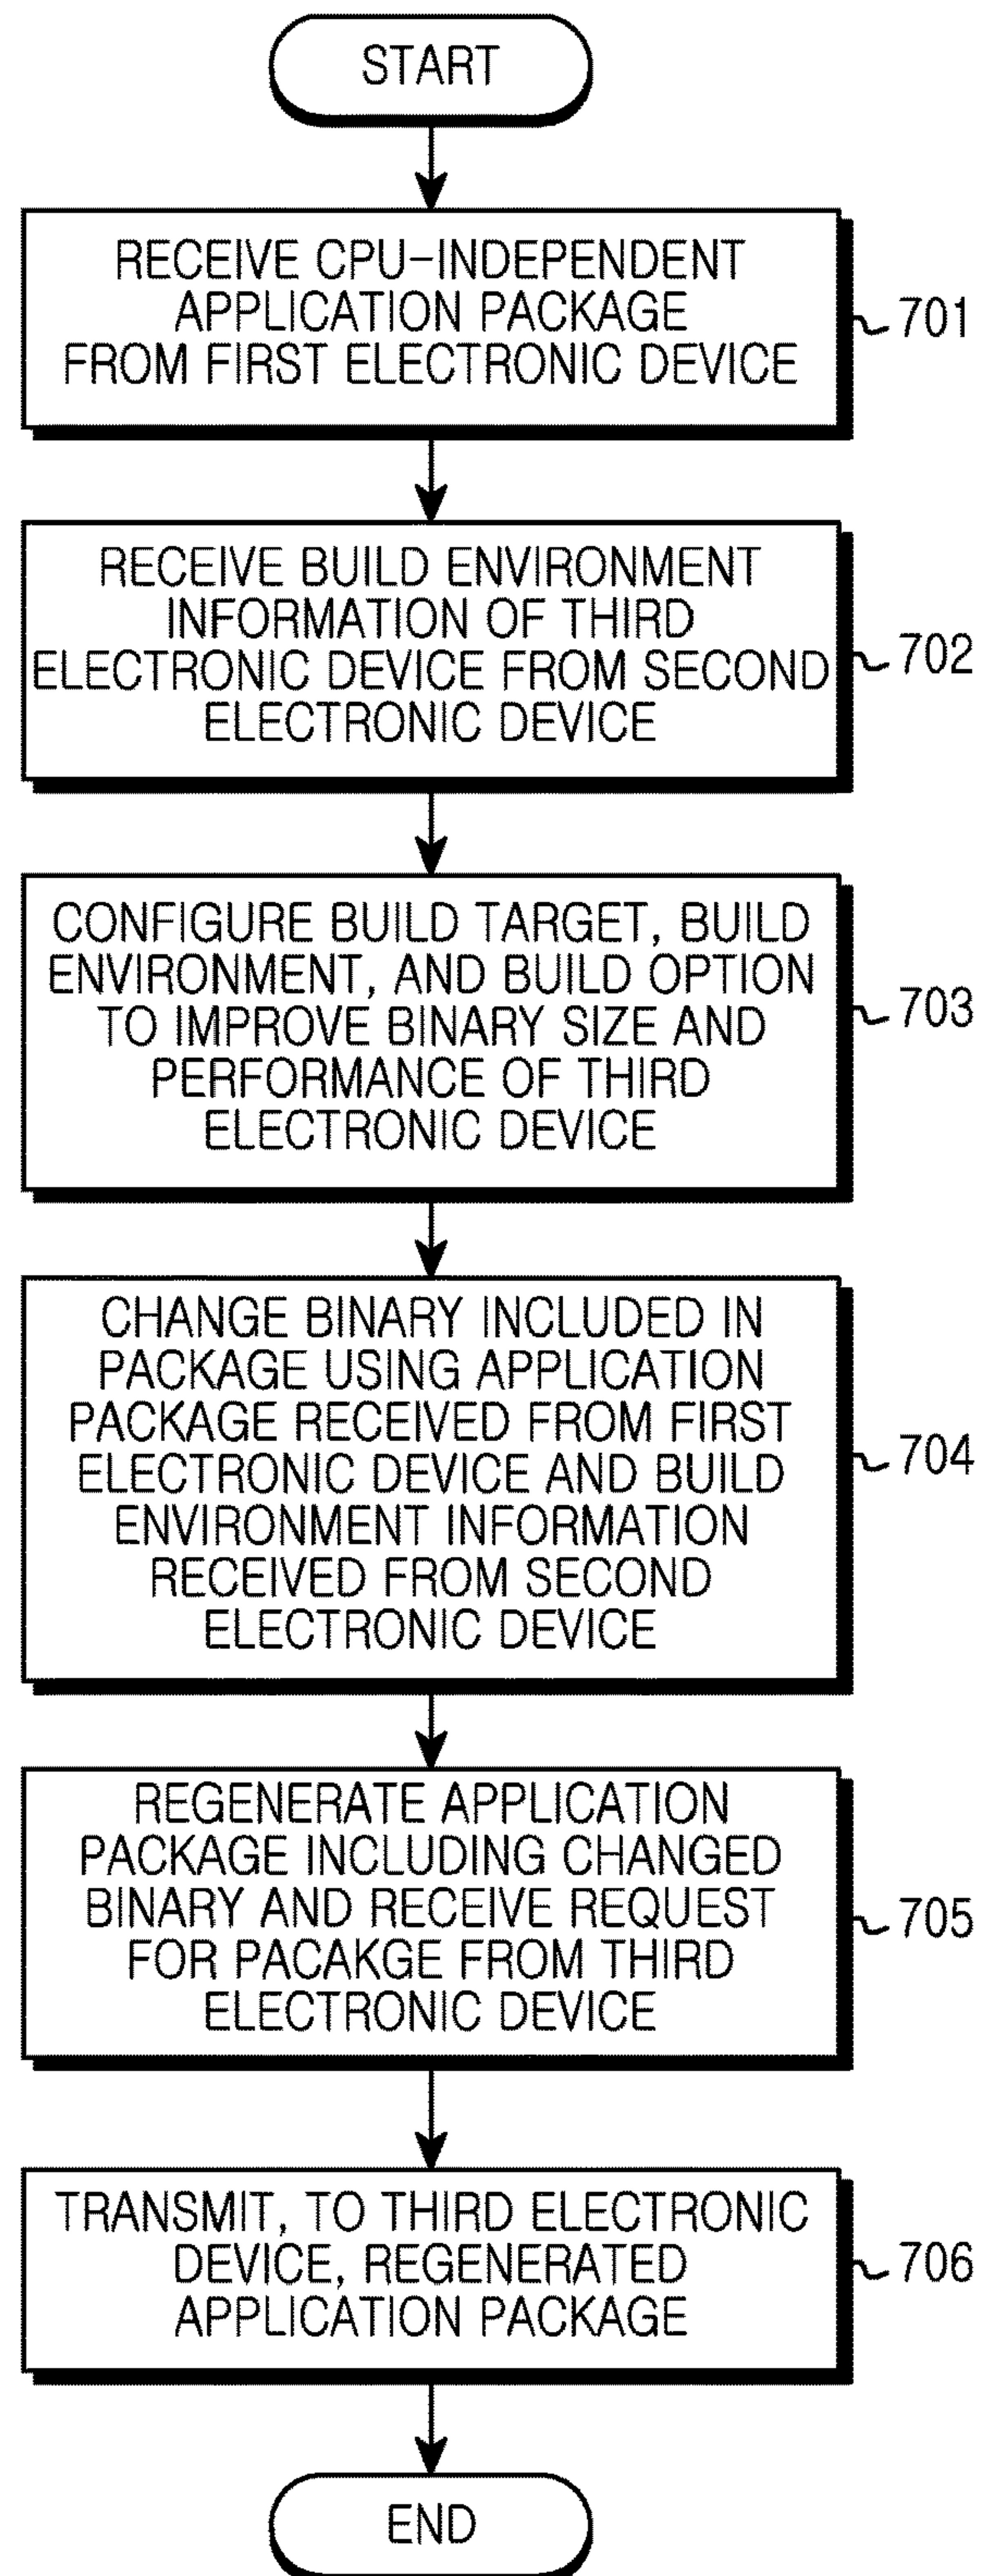 START
RECEIVE CPU-INDEPENDENT
APPLICATION PACKAGE
FROM FIRST ELECTRONIC DEVICE
701
RECEIVE BUILD ENVIRONMENT
INFORMATION OF THIRD
ELECTRONIC DEVICE FROM SECOND
ELECTRONIC DEVICE
702
CONFIGURE BUILD TARGET, BUILD
ENVIRONMENT, AND BUILD OPTION
TO IMPROVE BINARY SIZE AND
PERFORMANCE OF THIRD
ELECTRONIC DEVICE
703
CHANGE BINARY INCLUDED IN
PACKAGE USING APPLICATION
PACKAGE RECEIVED FROM FIRST
ELECTRONIC DEVICE AND BUILD
ENVIRONMENT INFORMATION
RECEIVED FROM SECOND
ELECTRONIC DEVICE
704
REGENERATE APPLICATION
PACKAGE INCLUDING CHANGED
BINARY AND RECEIVE REQUEST
FOR PACAKGE FROM THIRD
ELECTRONIC DEVICE
705
TRANSMIT, TO THIRD ELECTRONIC
DEVICE, REGENERATED
APPLICATION PACKAGE
706
END